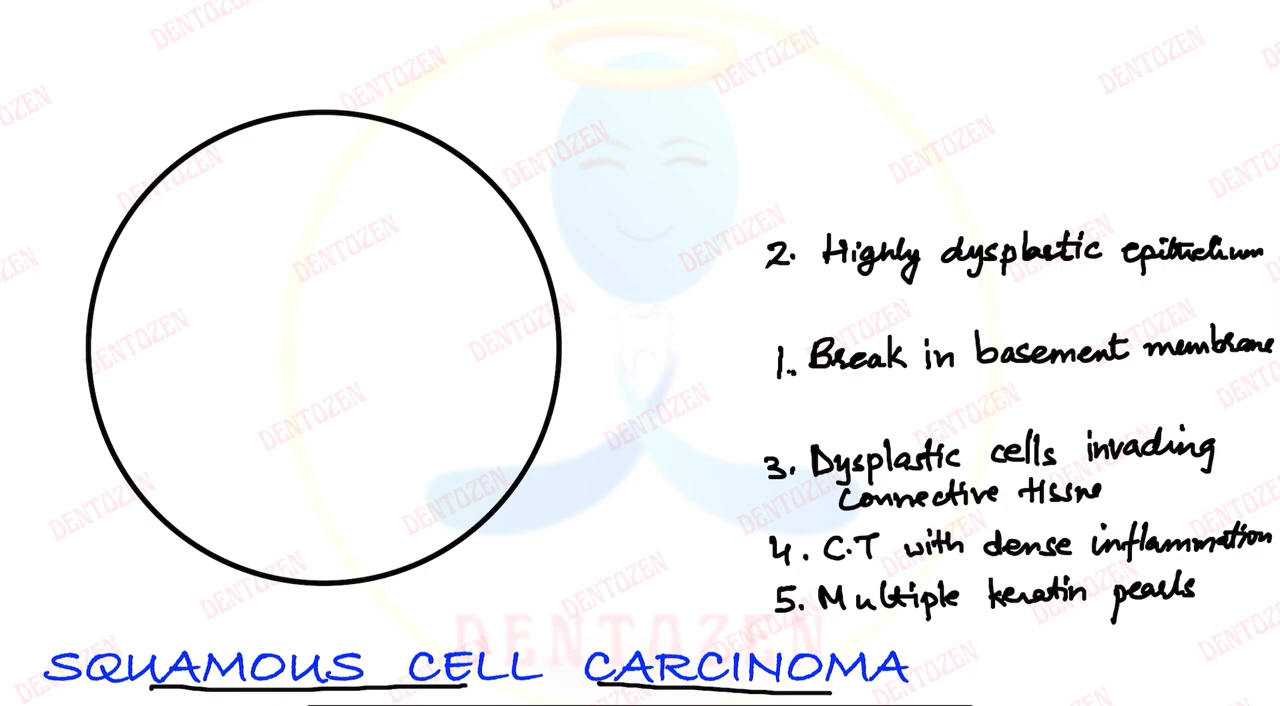 2. Highly dysplastic epithelium
1. Break in basement membrane
3. Dysplastic cells invading
connective tissue
4. C.T with dense inflammation
5. Multiple keratin pearls
DENTOZEN
SQUAMOUS CELL CARCINOMA